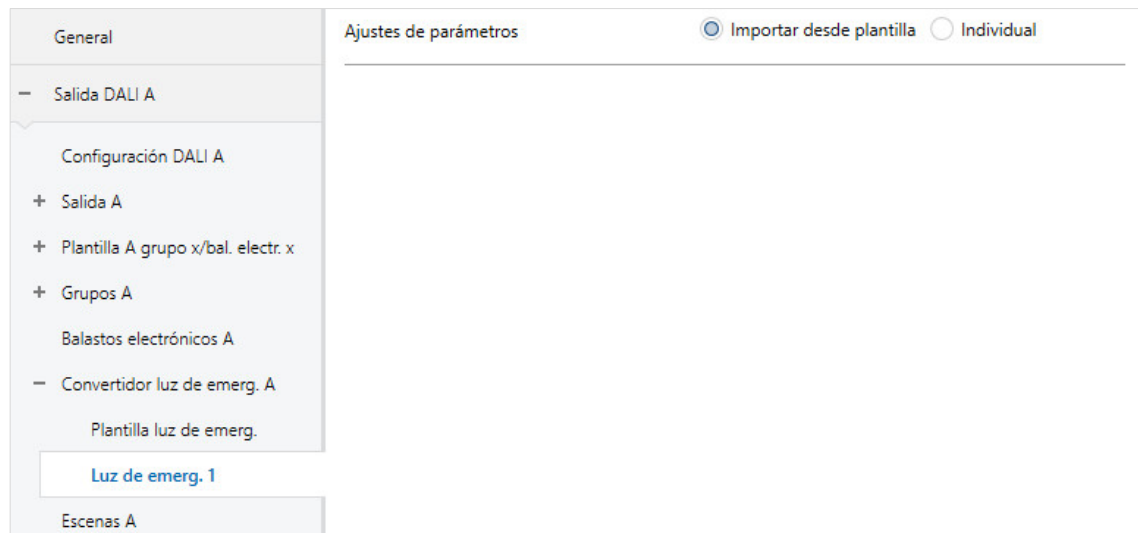 General
Ajustes de parámetros Importar desde plantilla Individual
Salida DALI A
Configuración DALI A
Salida A
Plantilla A grupo x/bal. electr. x
Grupos A
Balastos electrónicos A
Convertidor luz de emerg. A
Plantilla luz de emerg.
Luz de emerg. 1
Escenas A